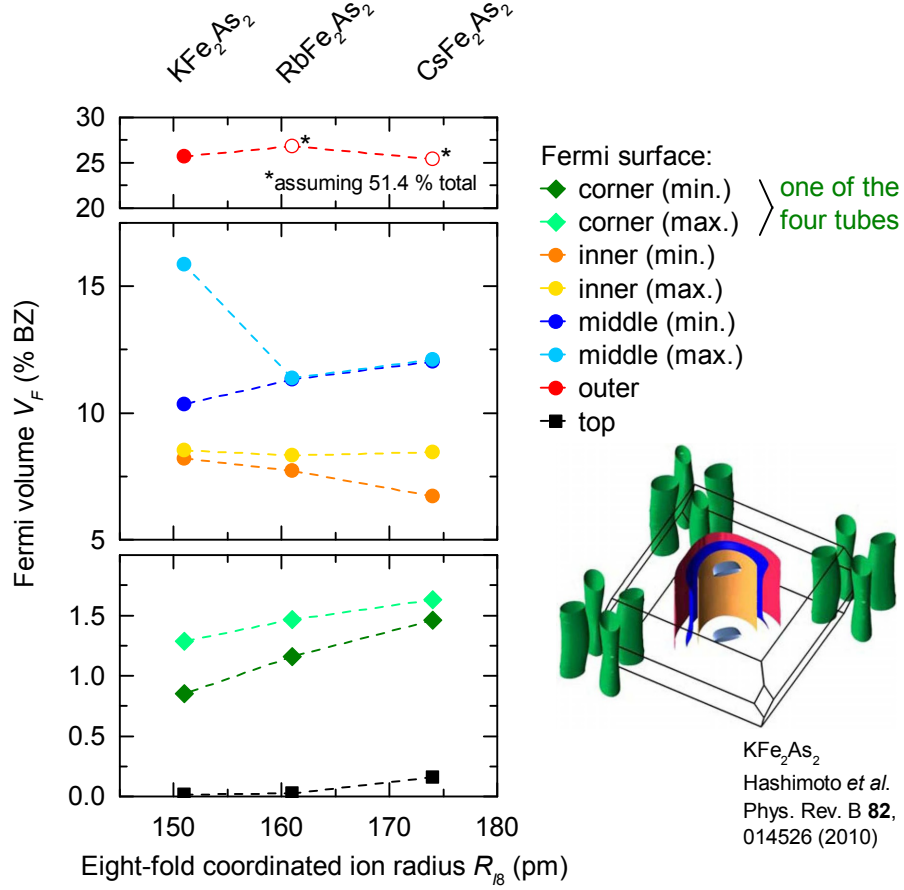 KFe₂As₂
RbFe₂As₂
CsFe₂As₂
30
25
20
*
*
*assuming 51.4 % total
15
10
5
1.5
1.0
0.5
0.0
150
160
170
180
Fermi volume V_F (% BZ)
Eight-fold coordinated ion radius R_I8 (pm)
Fermi surface:
corner (min.)
corner (max.)
one of the
four tubes
inner (min.)
inner (max.)
middle (min.)
middle (max.)
outer
top
KFe₂As₂
Hashimoto et al.
Phys. Rev. B 82,
014526 (2010)